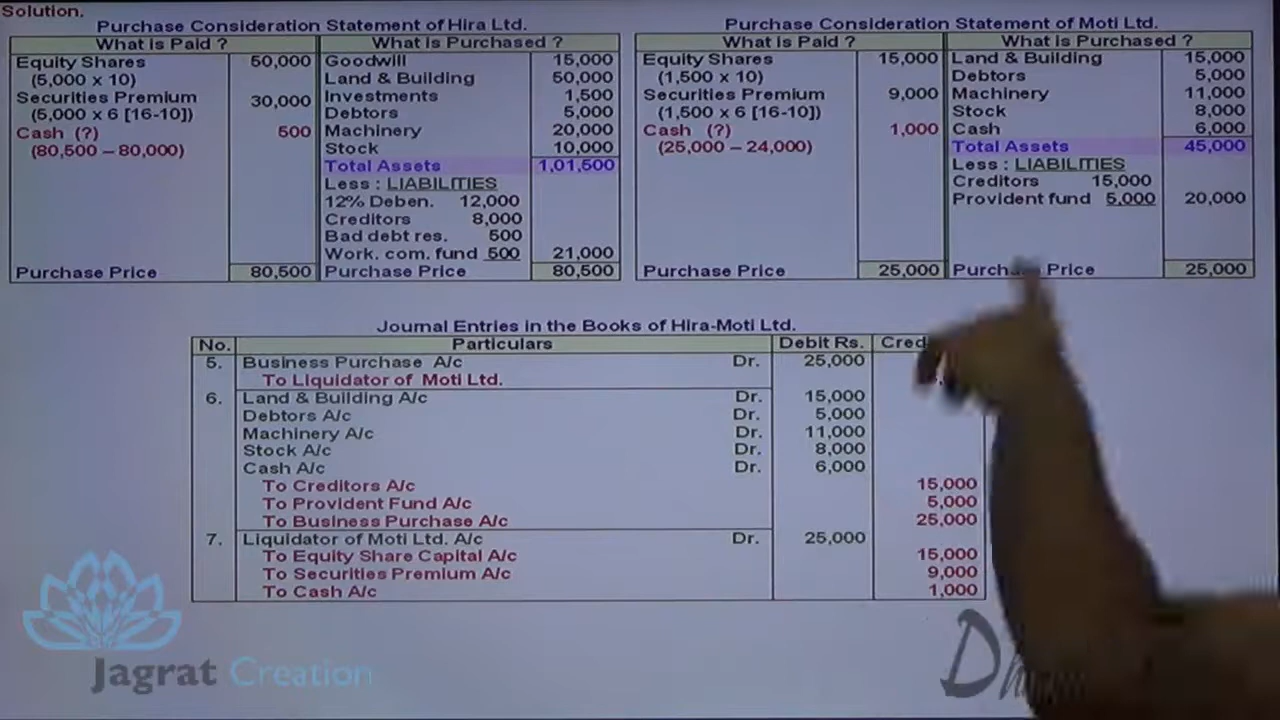 Solution.
Purchase Consideration Statement of Hira Ltd.
What is Paid ? What is Purchased ?
Equity Shares 50,000 Goodwill 15,000
(5,000 x 10) Land & Building 50,000
Securities Premium 30,000 Investments 1,500
(5,000 x 6 [16-10]) Debtors 5,000
Cash (?) 500 Machinery 20,000
(80,500 – 80,000) Stock 10,000
Total Assets 1,01,500
Less : LIABILITIES
12% Deben. 12,000
Creditors 8,000
Bad debt res. 500
Work. com. fund 500 21,000
Purchase Price 80,500 Purchase Price 80,500
Purchase Consideration Statement of Moti Ltd.
What is Paid ? What is Purchased ?
Equity Shares 15,000 Land & Building 15,000
(1,500 x 10) Debtors 5,000
Securities Premium 9,000 Machinery 11,000
(1,500 x 6 [16-10]) Stock 8,000
Cash (?) 1,000 Cash 6,000
(25,000 – 24,000) Total Assets 45,000
Less : LIABILITIES
Creditors 15,000
Provident fund 5,000 20,000
Purchase Price 25,000 Price 25,000
Journal Entries in the Books of Hira-Moti Ltd.
No. Particulars Debit Rs.
5. Business Purchase A/c Dr. 25,000
To Liquidator of Moti Ltd.
6. Land & Building A/c Dr. 15,000
Debtors A/c Dr. 5,000
Machinery A/c Dr. 11,000
Stock A/c Dr. 8,000
Cash A/c Dr. 6,000
To Creditors A/c 15,000
To Provident Fund A/c 5,000
To Business Purchase A/c 25,000
7. Liquidator of Moti Ltd. A/c Dr. 25,000
To Equity Share Capital A/c 15,000
To Securities Premium A/c 9,000
To Cash A/c 1,000
Jagrat Creation